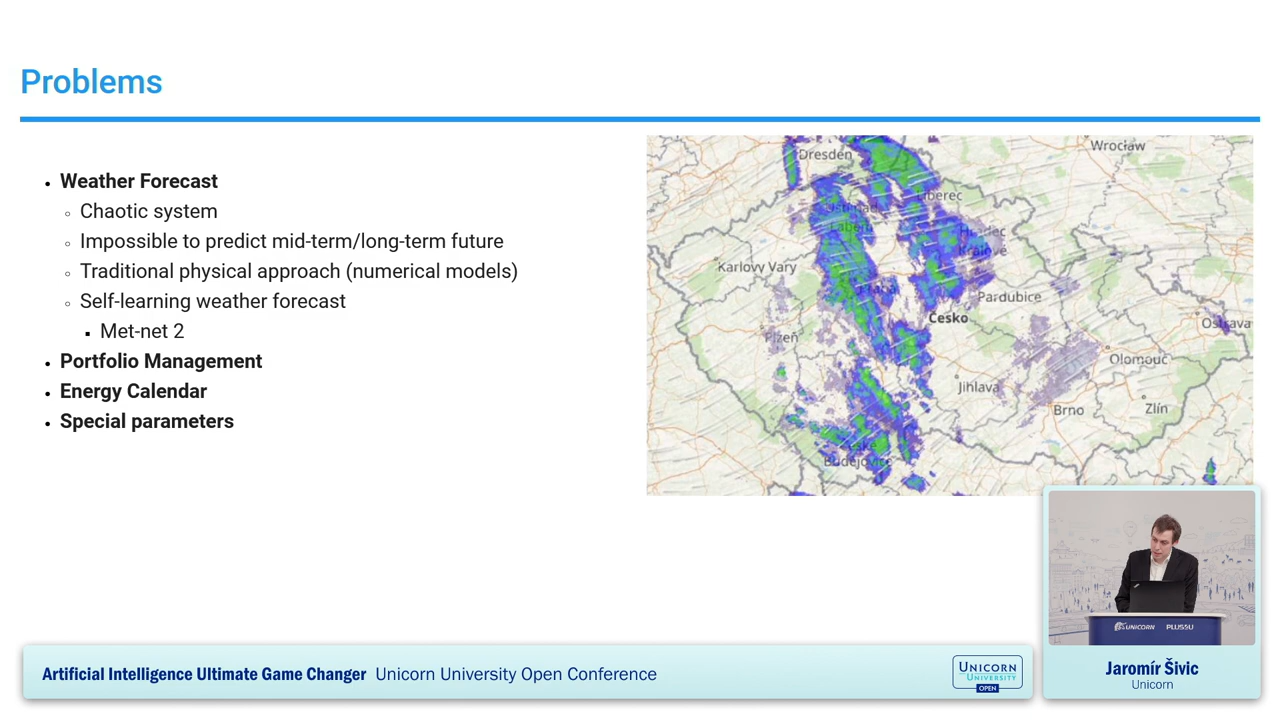 Problems
Weather Forecast
Chaotic system
Impossible to predict mid-term/long-term future
Traditional physical approach (numerical models)
Self-learning weather forecast
Met-net 2
Portfolio Management
Energy Calendar
Special parameters
Wrocław
Dresden
Liberec
Ústí nad
Labem
Hradec
Králové
Karlovy Vary
Praha
Pardubice
Česko
Ostrava
Plzeň
Olomouc
Jihlava
Brno
Zlín
České
Budějovice
UNICORN PLUS4U
Artificial Intelligence Ultimate Game Changer Unicorn University Open Conference
UNICORN
UNIVERSITY
OPEN
Jaromír Šivic
Unicorn